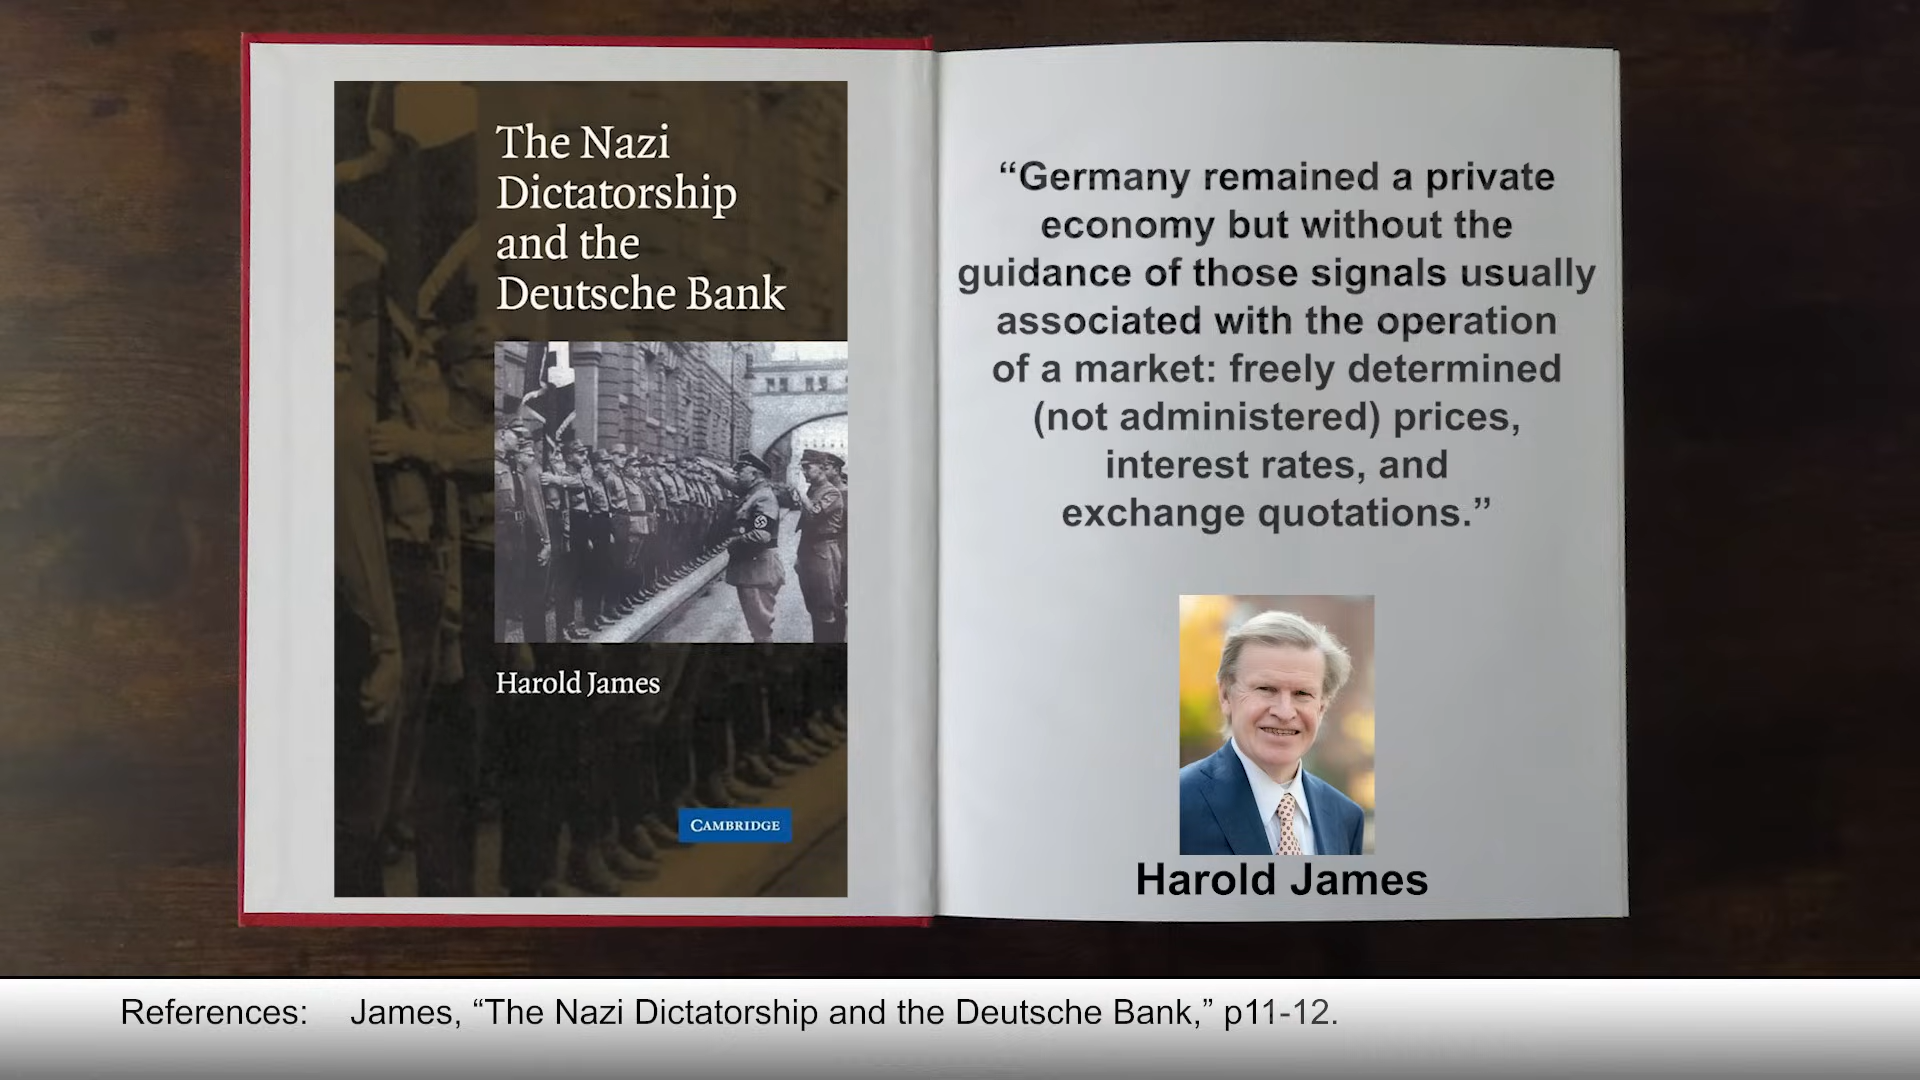 The Nazi
Dictatorship
and the
Deutsche Bank
Harold James
CAMBRIDGE
“Germany remained a private
economy but without the
guidance of those signals usually
associated with the operation
of a market: freely determined
(not administered) prices,
interest rates, and
exchange quotations.”
Harold James
References: James, “The Nazi Dictatorship and the Deutsche Bank,” p11-12.